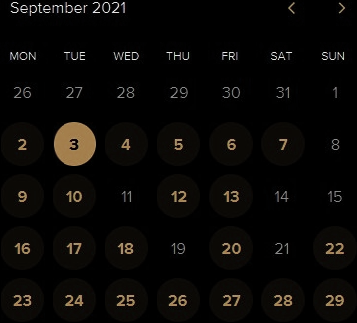 September 2021
MON TUE WED THU FRI SAT SUN
26 27 28 29 30 31 1
2 3 4 5 6 7 8
9 10 11 12 13 14 15
16 17 18 19 20 21 22
23 24 25 26 27 28 29